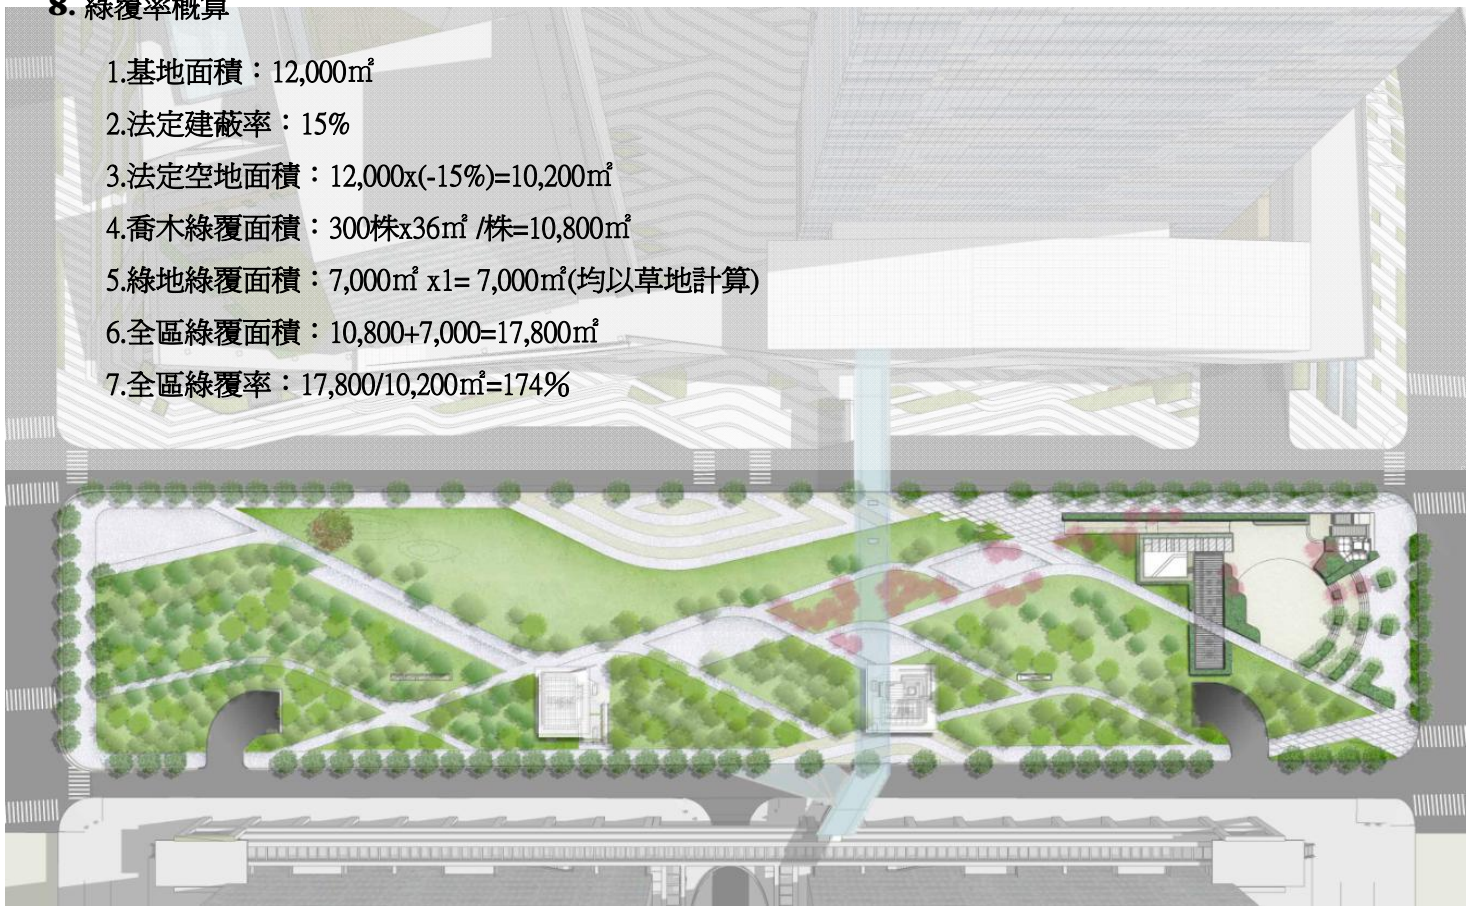 8. 綠覆率概算
1.基地面積：12,000㎡
2.法定建蔽率：15%
3.法定空地面積：12,000x(-15%)=10,200㎡
4.喬木綠覆面積：300株x36㎡ /株=10,800㎡
5.綠地綠覆面積：7,000㎡ x1= 7,000㎡(均以草地計算)
6.全區綠覆面積：10,800+7,000=17,800㎡
7.全區綠覆率：17,800/10,200㎡=174%